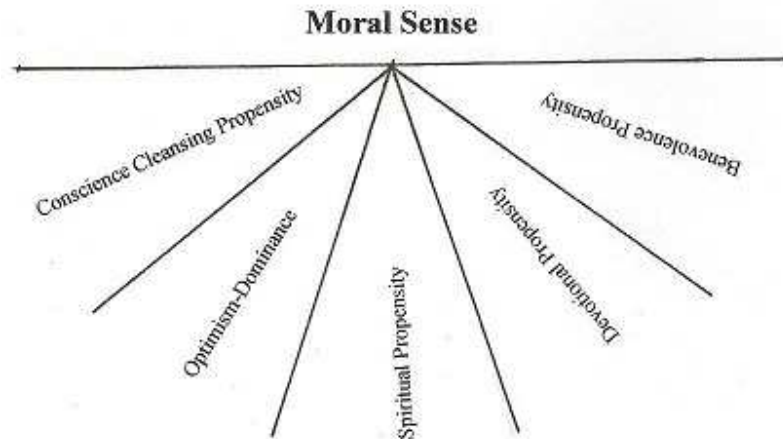 Moral Sense
Conscience Cleansing Propensity
Optimism-Dominance
Spiritual Propensity
Devotional Propensity
Benevolence Propensity